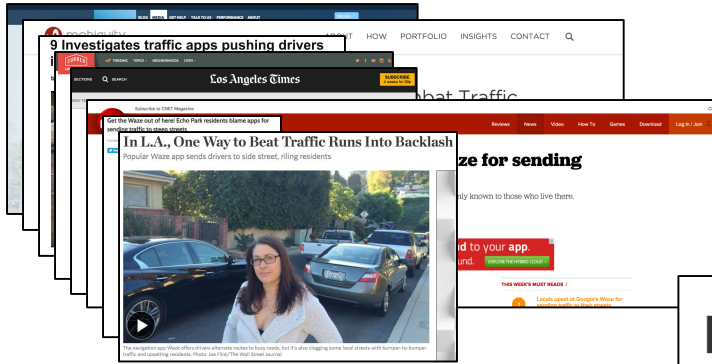 BLOG MEDIA GET HELP TALK TO US PERFORMANCE ABOUT
mobiquity
HOW PORTFOLIO INSIGHTS CONTACT
9 Investigates traffic apps pushing drivers
CURBED
TRENDING TOPICS NEIGHBORHOODS CITIES
SECTIONS SEARCH Los Angeles Times SUBSCRIBE
4 weeks for 99¢
Traffic
Subscribe to CNET Magazine
Reviews News Video How To Games Download Log In / Join
Get the Waze out of here! Echo Park residents blame apps for
sending traffic to steep streets
In L.A., One Way to Beat Traffic Runs Into Backlash
Popular Waze app sends drivers to side street, riling residents
ze for sending
nly known to those who live there.
d to your app.
und. EXPLORE THE HYBRID CLOUD
THIS WEEK'S MUST READS /
Locals upset at Google's Waze for
sending traffic to their streets
The navigation app Waze offers drivers alternate routes to busy roads, but it's also clogging some local streets with bumper-to-bumper
traffic and upsetting residents. Photo: Joe Flint/The Wall Street Journal